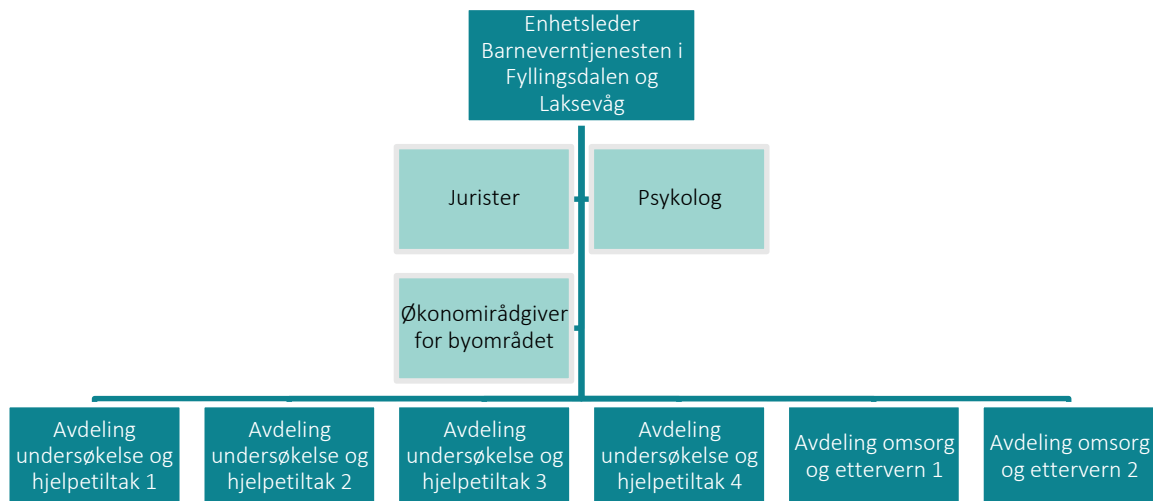 Enhetsleder
Barneverntjenesten i
Fyllingsdalen og
Laksevåg
Jurister
Psykolog
Økonomirådgiver
for byområdet
Avdeling
undersøkelse og
hjelpetiltak 1
Avdeling
undersøkelse og
hjelpetiltak 2
Avdeling
undersøkelse og
hjelpetiltak 3
Avdeling
undersøkelse og
hjelpetiltak 4
Avdeling omsorg
og ettervern 1
Avdeling omsorg
og ettervern 2